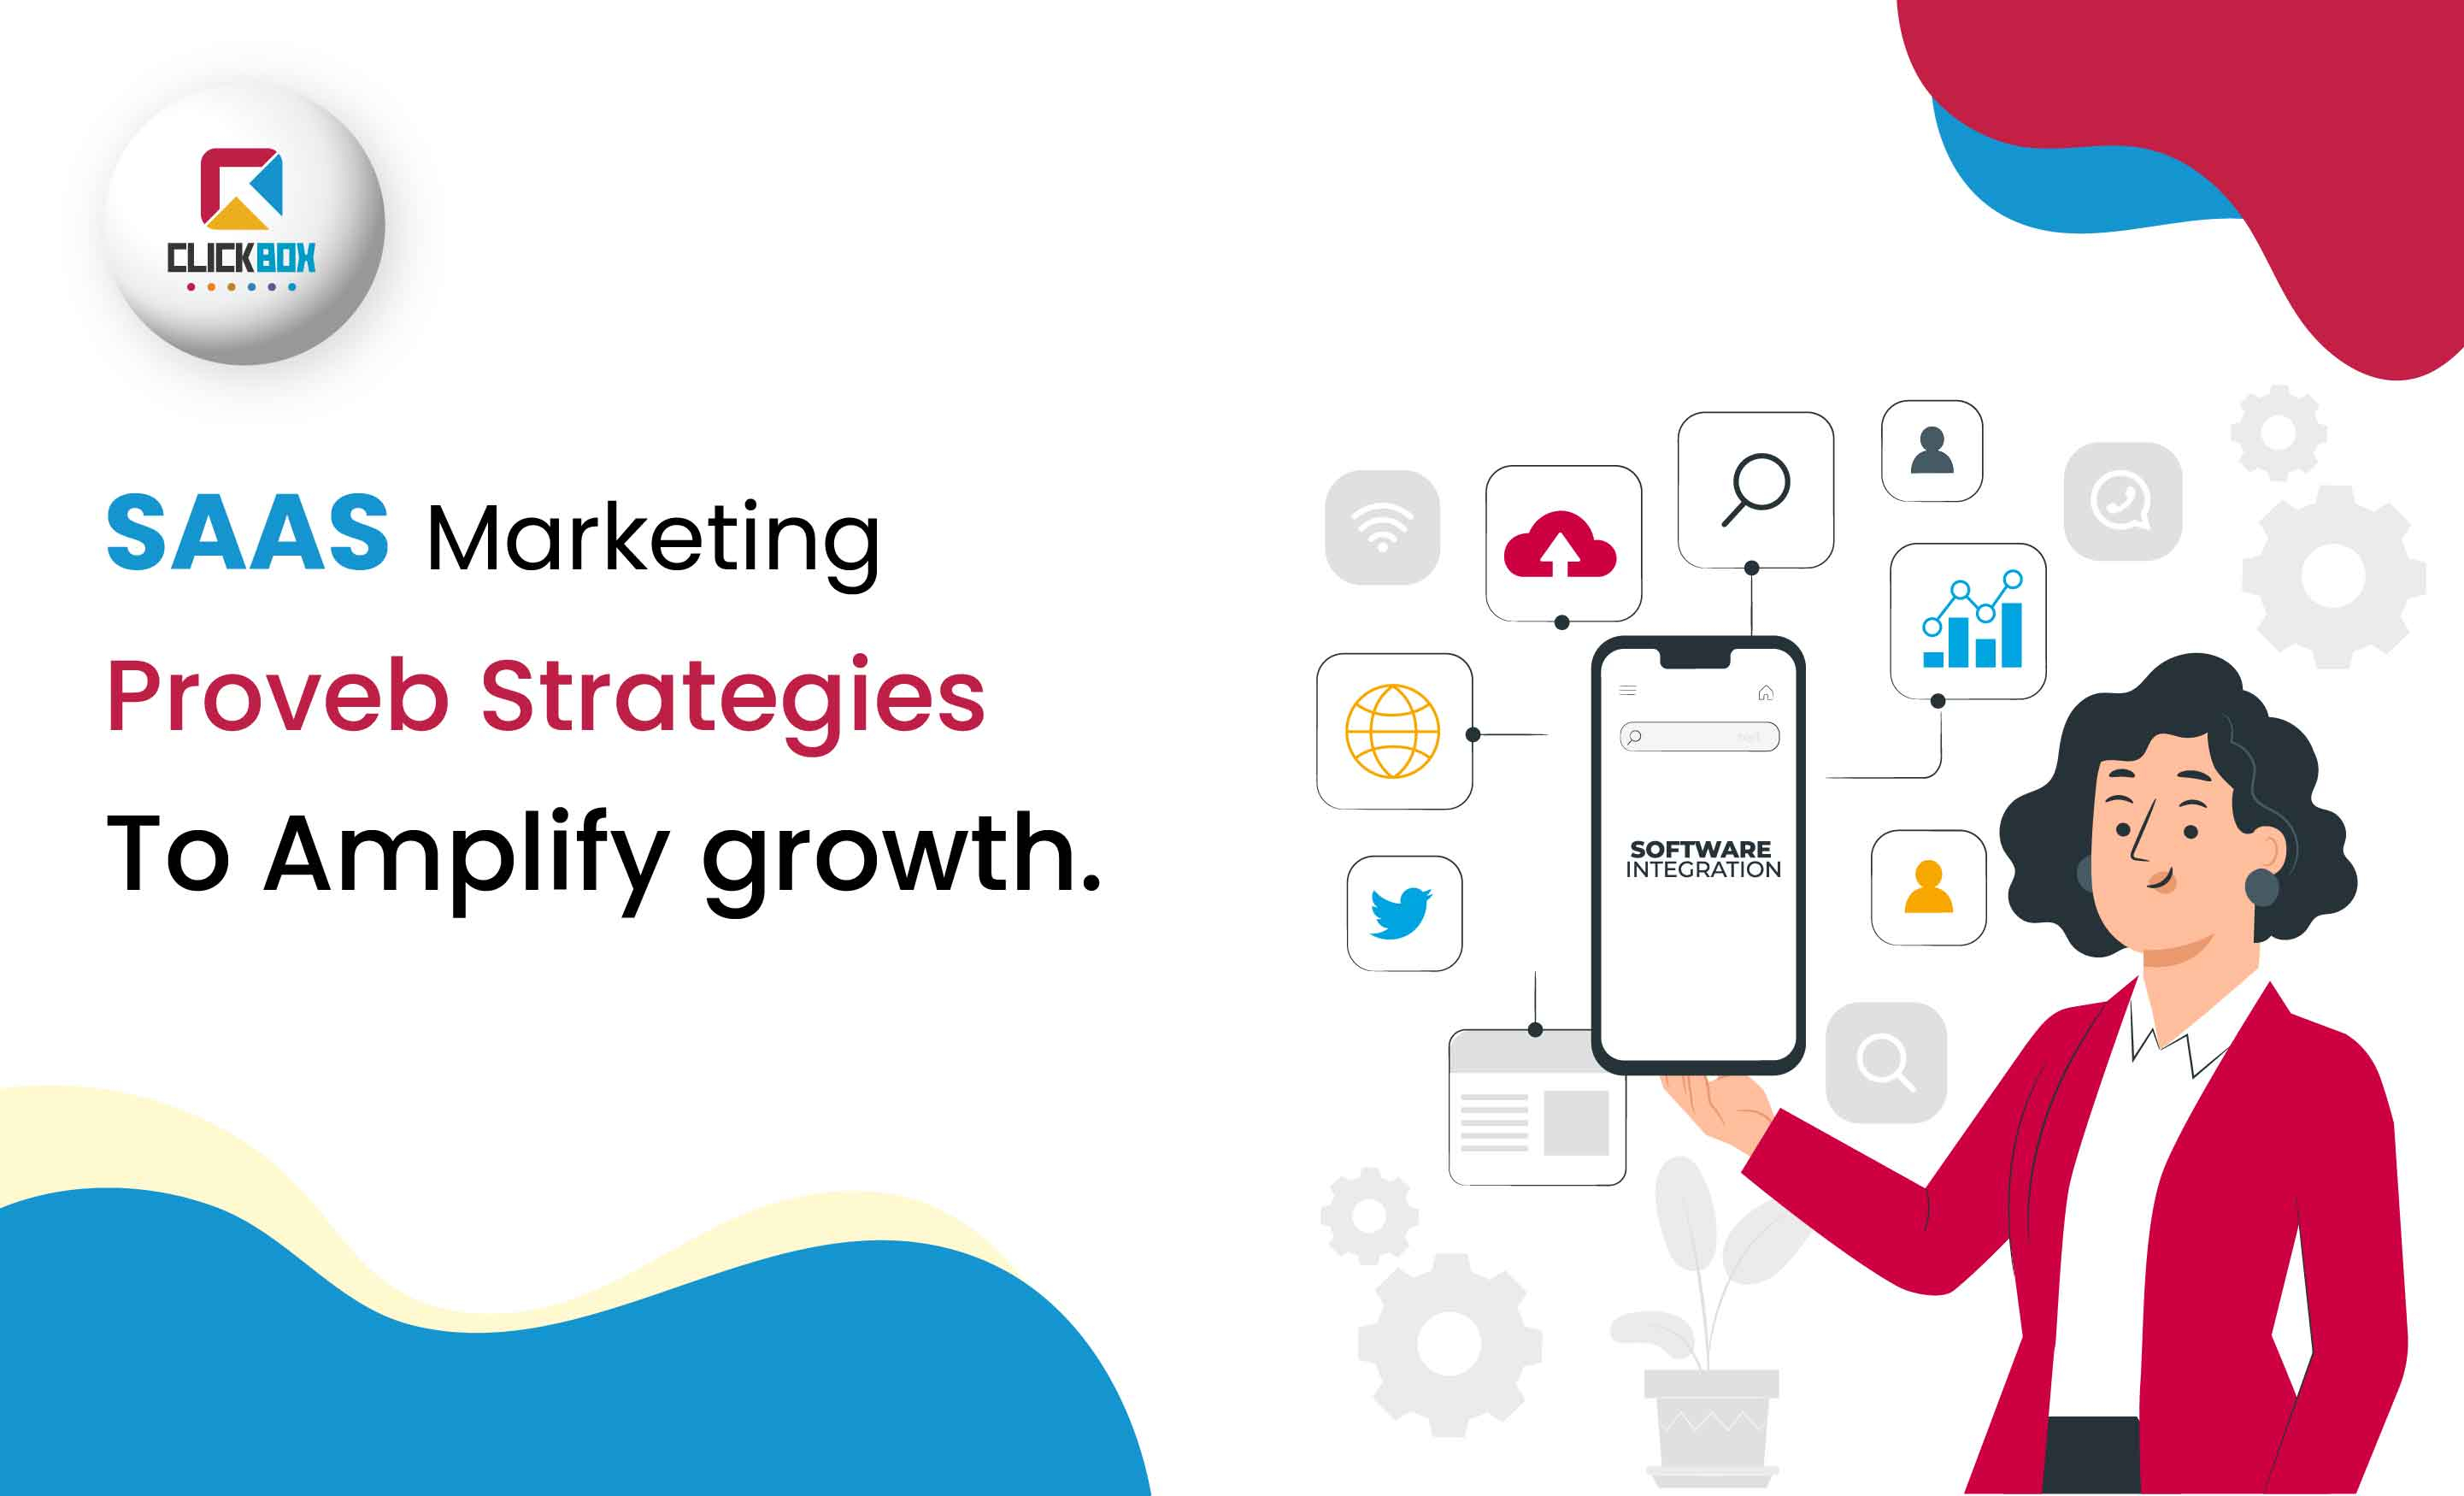 CLICKBOX
SAAS Marketing
Proveb Strategies
To Amplify growth.
SOFTWARE
INTEGRATION